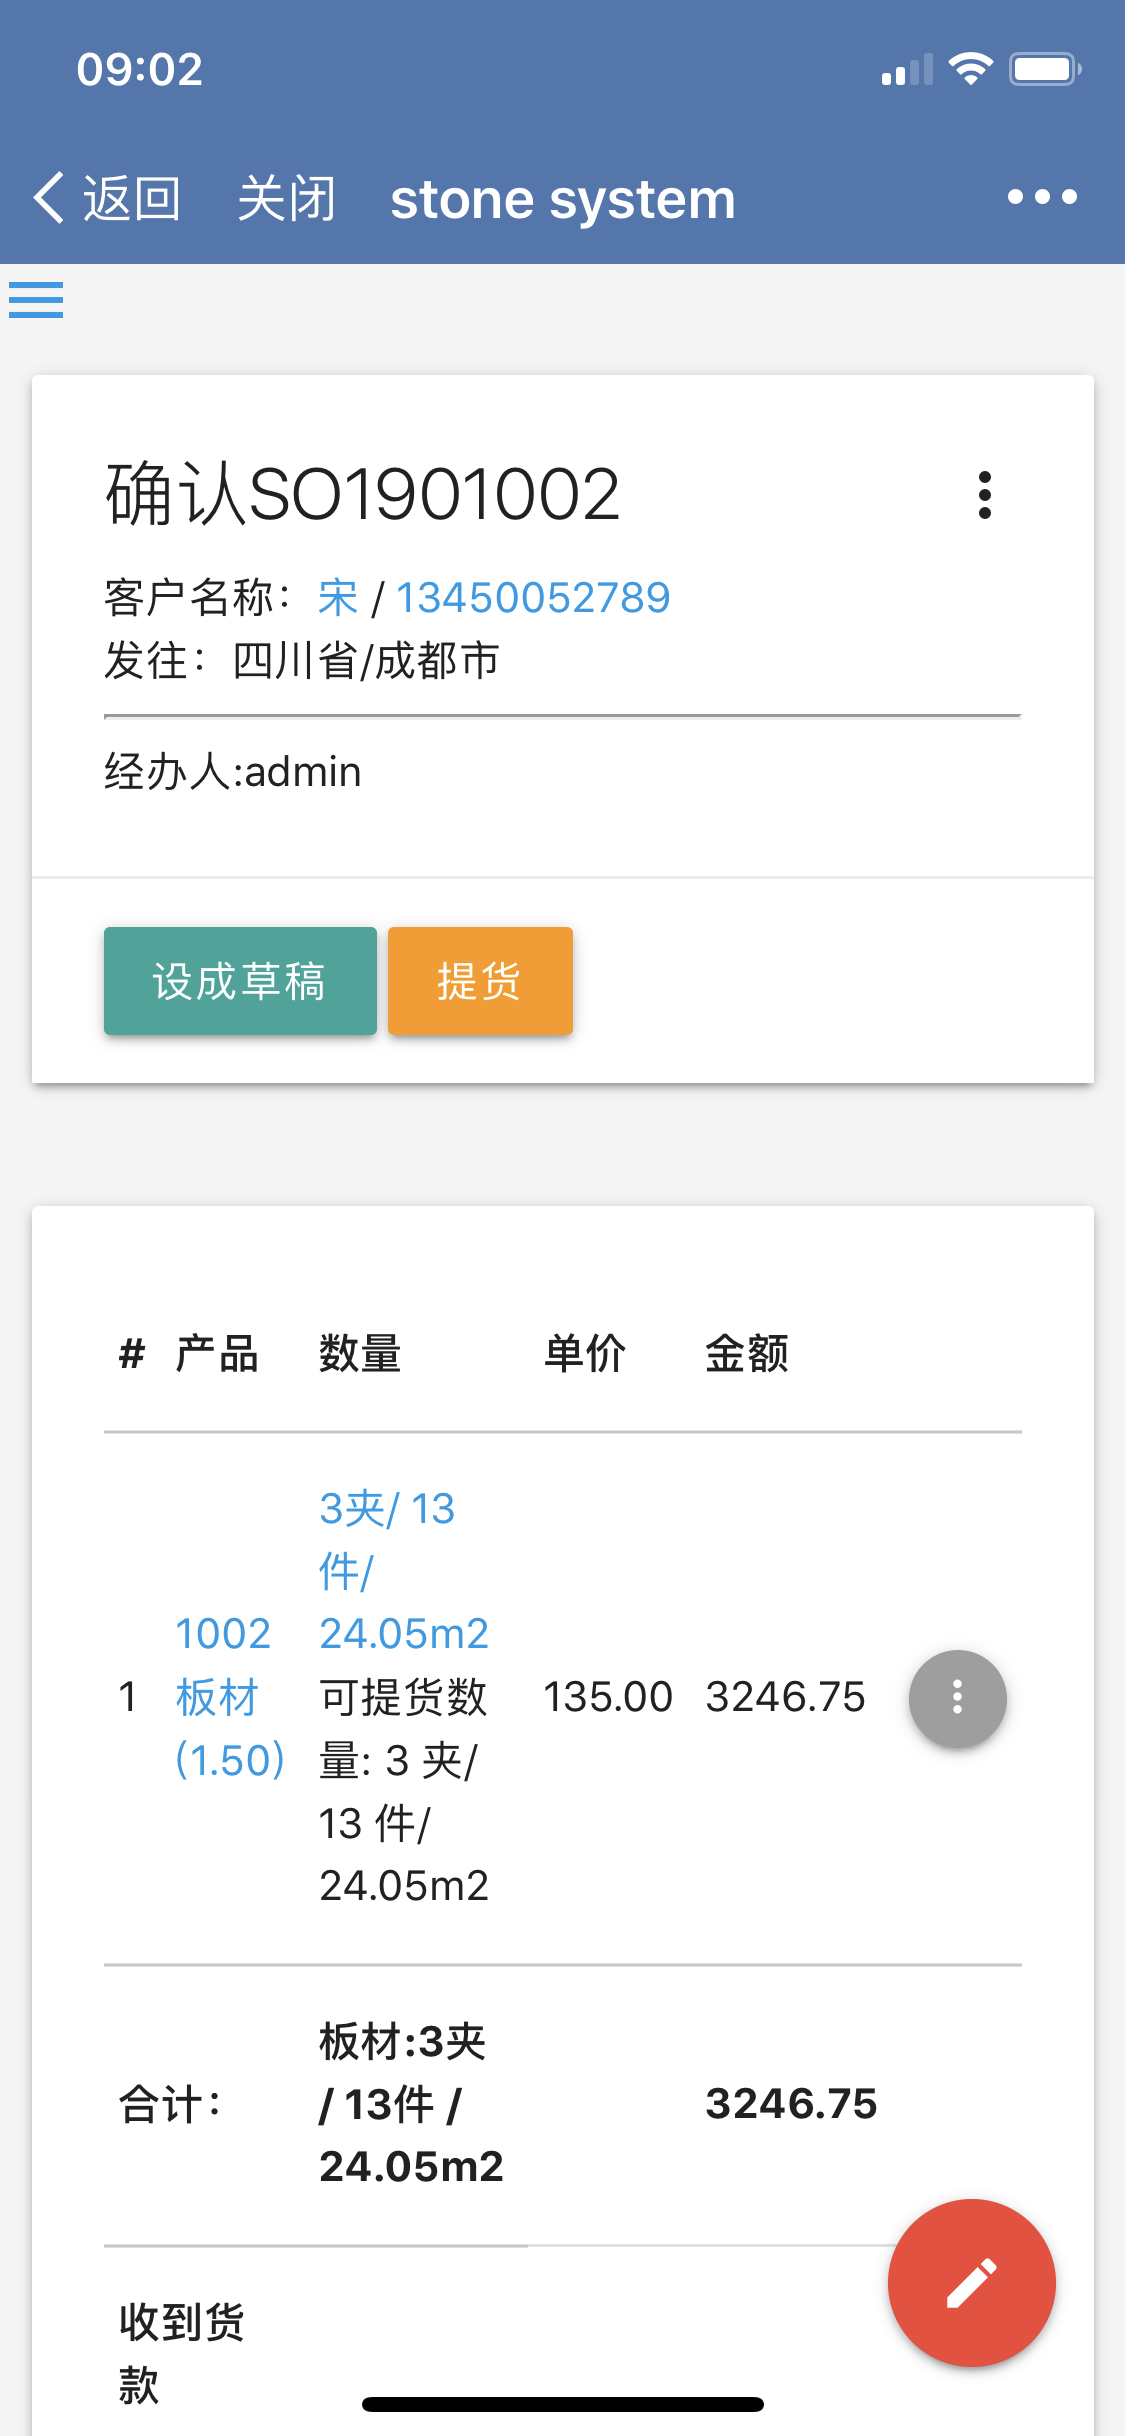 09:02
返回 关闭 stone system
确认SO1901002
客户名称：宋 / 13450052789
发往：四川省/成都市
经办人:admin
设成草稿 提货
# 产品 数量 单价 金额
1
1002
板材
(1.50)
3夹/ 13
件/
24.05m2
可提货数
量: 3 夹/
13 件/
24.05m2
135.00
3246.75
合计：
板材:3夹
/ 13件 /
24.05m2
3246.75
收到货
款